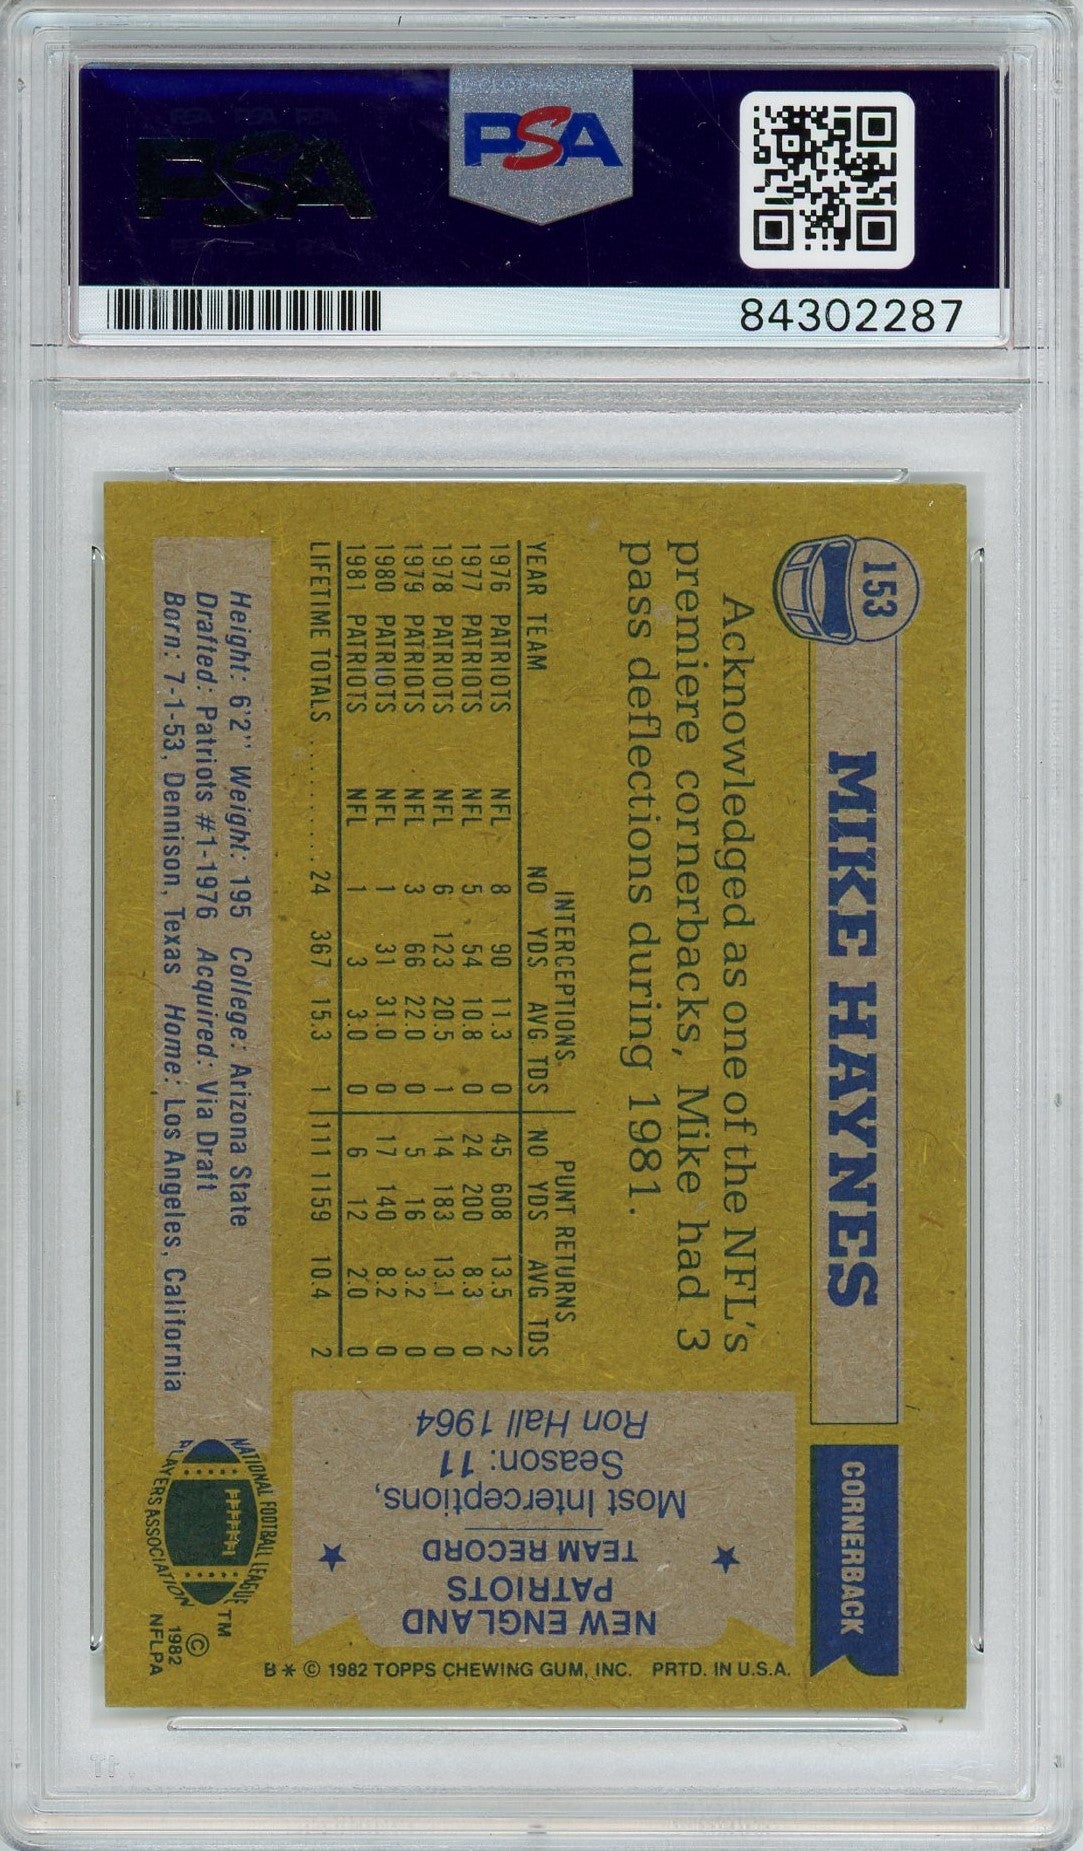 PSA
PSA
84302287
153
MIKE HAYNES
CORNERBACK
Acknowledged as one of the NFL's
premiere cornerbacks, Mike had 3
pass deflections during 1981.
INTERCEPTIONS PUNT RETURNS
YEAR TEAM NO YDS AVG TDS NO YDS AVG TDS
1976 PATRIOTS NFL 8 90 11.3 0 45 608 13.5 2
1977 PATRIOTS NFL 5 54 10.8 0 24 200 8.3 0
1978 PATRIOTS NFL 6 123 20.5 1 14 183 13.1 0
1979 PATRIOTS NFL 3 66 22.0 0 5 16 3.2 0
1980 PATRIOTS NFL 1 31 31.0 0 17 140 8.2 0
1981 PATRIOTS NFL 1 3 3.0 0 6 12 2.0 0
LIFETIME TOTALS .......... 24 367 15.3 1 111 1159 10.4 2
Height: 6'2" Weight: 195 College: Arizona State
Drafted: Patriots #1-1976 Acquired: Via Draft
Born: 7-1-53, Dennison, Texas Home: Los Angeles, California
NEW ENGLAND
PATRIOTS
TEAM RECORD
Most Interceptions,
Season: 11
Ron Hall 1964
NATIONAL FOOTBALL LEAGUE
PLAYERS ASSOCIATION
TM
©
1982
NFLPA
B * © 1982 TOPPS CHEWING GUM, INC. PRTD. IN U.S.A.